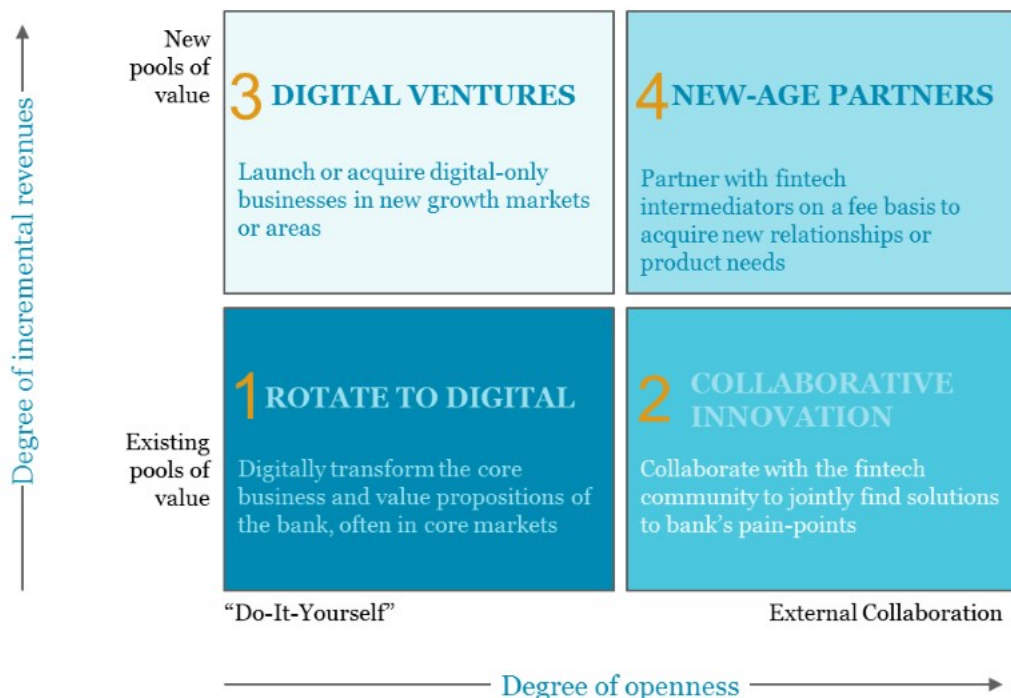 Degree of incremental revenues
New
pools of
value
3 DIGITAL VENTURES
Launch or acquire digital-only
businesses in new growth markets
or areas
4 NEW-AGE PARTNERS
Partner with fintech
intermediators on a fee basis to
acquire new relationships or
product needs
Existing
pools of
value
1 ROTATE TO DIGITAL
Digitally transform the core
business and value propositions of
the bank, often in core markets
2 COLLABORATIVE
INNOVATION
Collaborate with the fintech
community to jointly find solutions
to bank’s pain-points
“Do-It-Yourself”
External Collaboration
Degree of openness